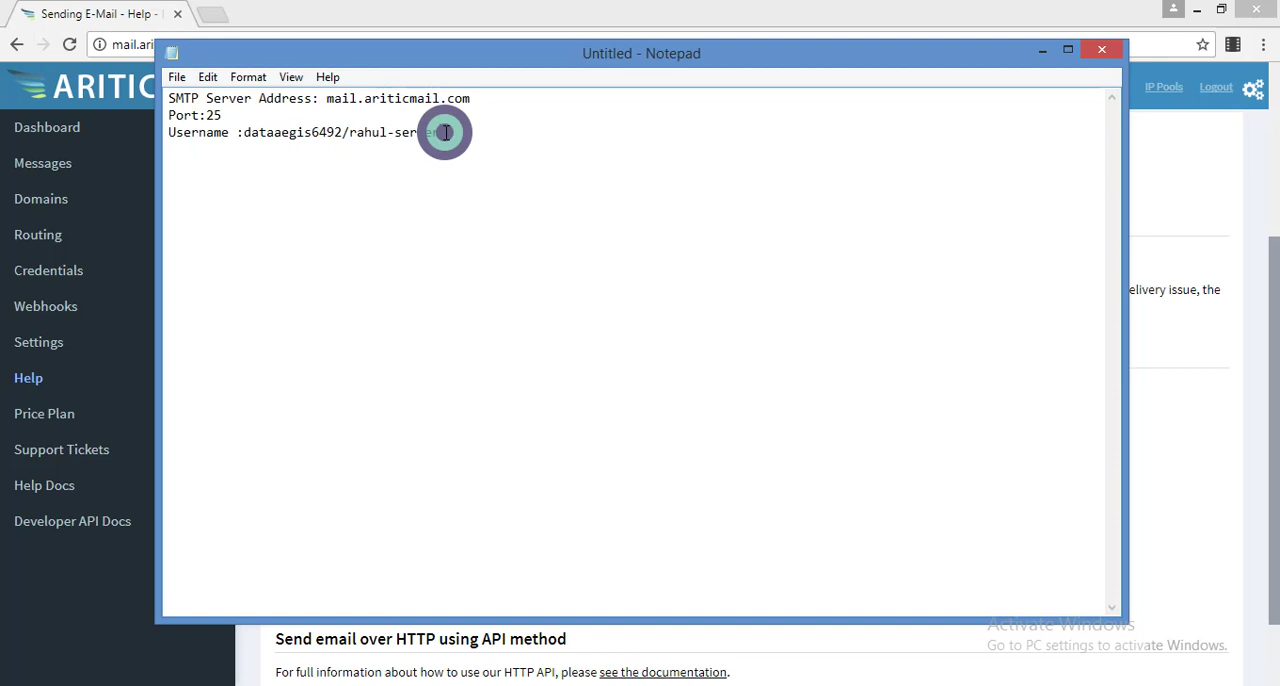 Sending E-Mail - Help -
mail.ari
Untitled - Notepad
File Edit Format View Help
SMTP Server Address: mail.ariticmail.com
Port:25
Username :dataaegis6492/rahul-server
ARITIC
IP Pools
Logout
Dashboard
Messages
Domains
Routing
Credentials
Webhooks
Settings
Help
Price Plan
Support Tickets
Help Docs
Developer API Docs
elivery issue, the
Activate Windows
Go to PC settings to activate Windows.
Send email over HTTP using API method
For full information about how to use our HTTP API, please see the documentation.